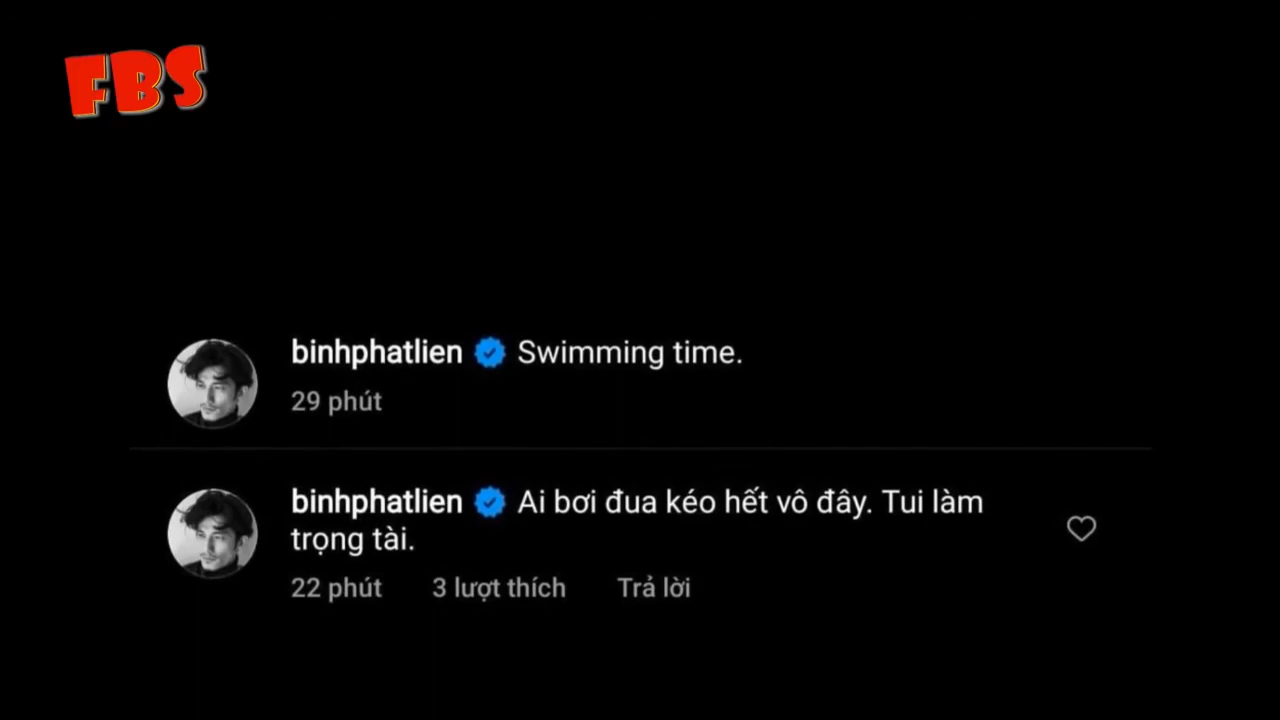 FBS
binhphatlien Swimming time.
29 phút
binhphatlien Ai bơi đua kéo hết vô đây. Tui làm
trọng tài.
22 phút 3 lượt thích Trả lời